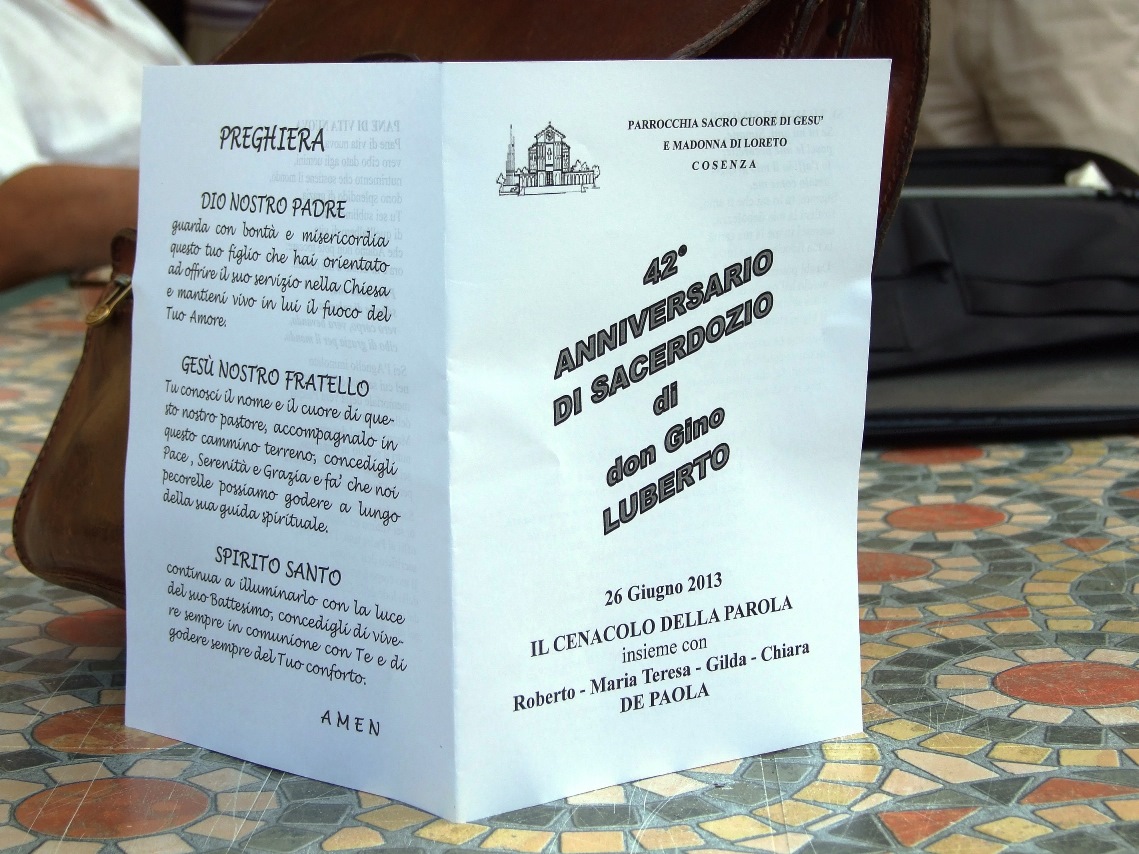 PREGHIERA
DIO NOSTRO PADRE
guarda con bontà e misericordia
questo tuo figlio che hai orientato
ad offrire il suo servizio nella Chiesa
e mantieni vivo in lui il fuoco del
Tuo Amore.
GESÙ NOSTRO FRATELLO
Tu conosci il nome e il cuore di que-
sto nostro pastore, accompagnalo in
questo cammino terreno, concedigli
Pace, Serenità e Grazia e fa' che noi
pecorelle possiamo godere a lungo
della sua guida spirituale.
SPIRITO SANTO
continua a illuminarlo con la luce
del suo Battesimo, concedigli di vive-
re sempre in comunione con Te e di
godere sempre del Tuo conforto.
AMEN
PARROCCHIA SACRO CUORE DI GESU'
E MADONNA DI LORETO
COSENZA
42°
ANNIVERSARIO
DI SACERDOZIO
di
don Gino
LUBERTO
26 Giugno 2013
IL CENACOLO DELLA PAROLA
insieme con
Roberto - Maria Teresa - Gilda - Chiara
DE PAOLA